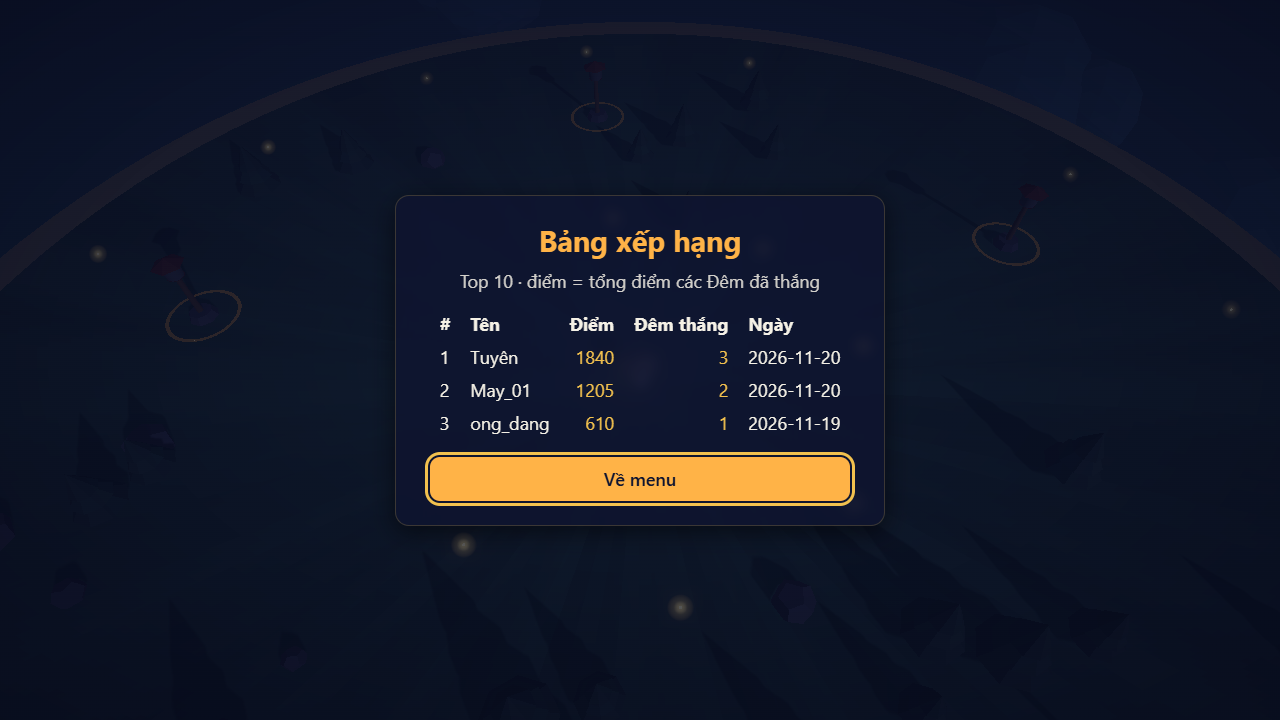 Bảng xếp hạng
Top 10 · điểm = tổng điểm các Đêm đã thắng
# Tên Điểm Đêm thắng Ngày
1 Tuyên 1840 3 2026-11-20
2 May_01 1205 2 2026-11-20
3 ong_dang 610 1 2026-11-19
Về menu